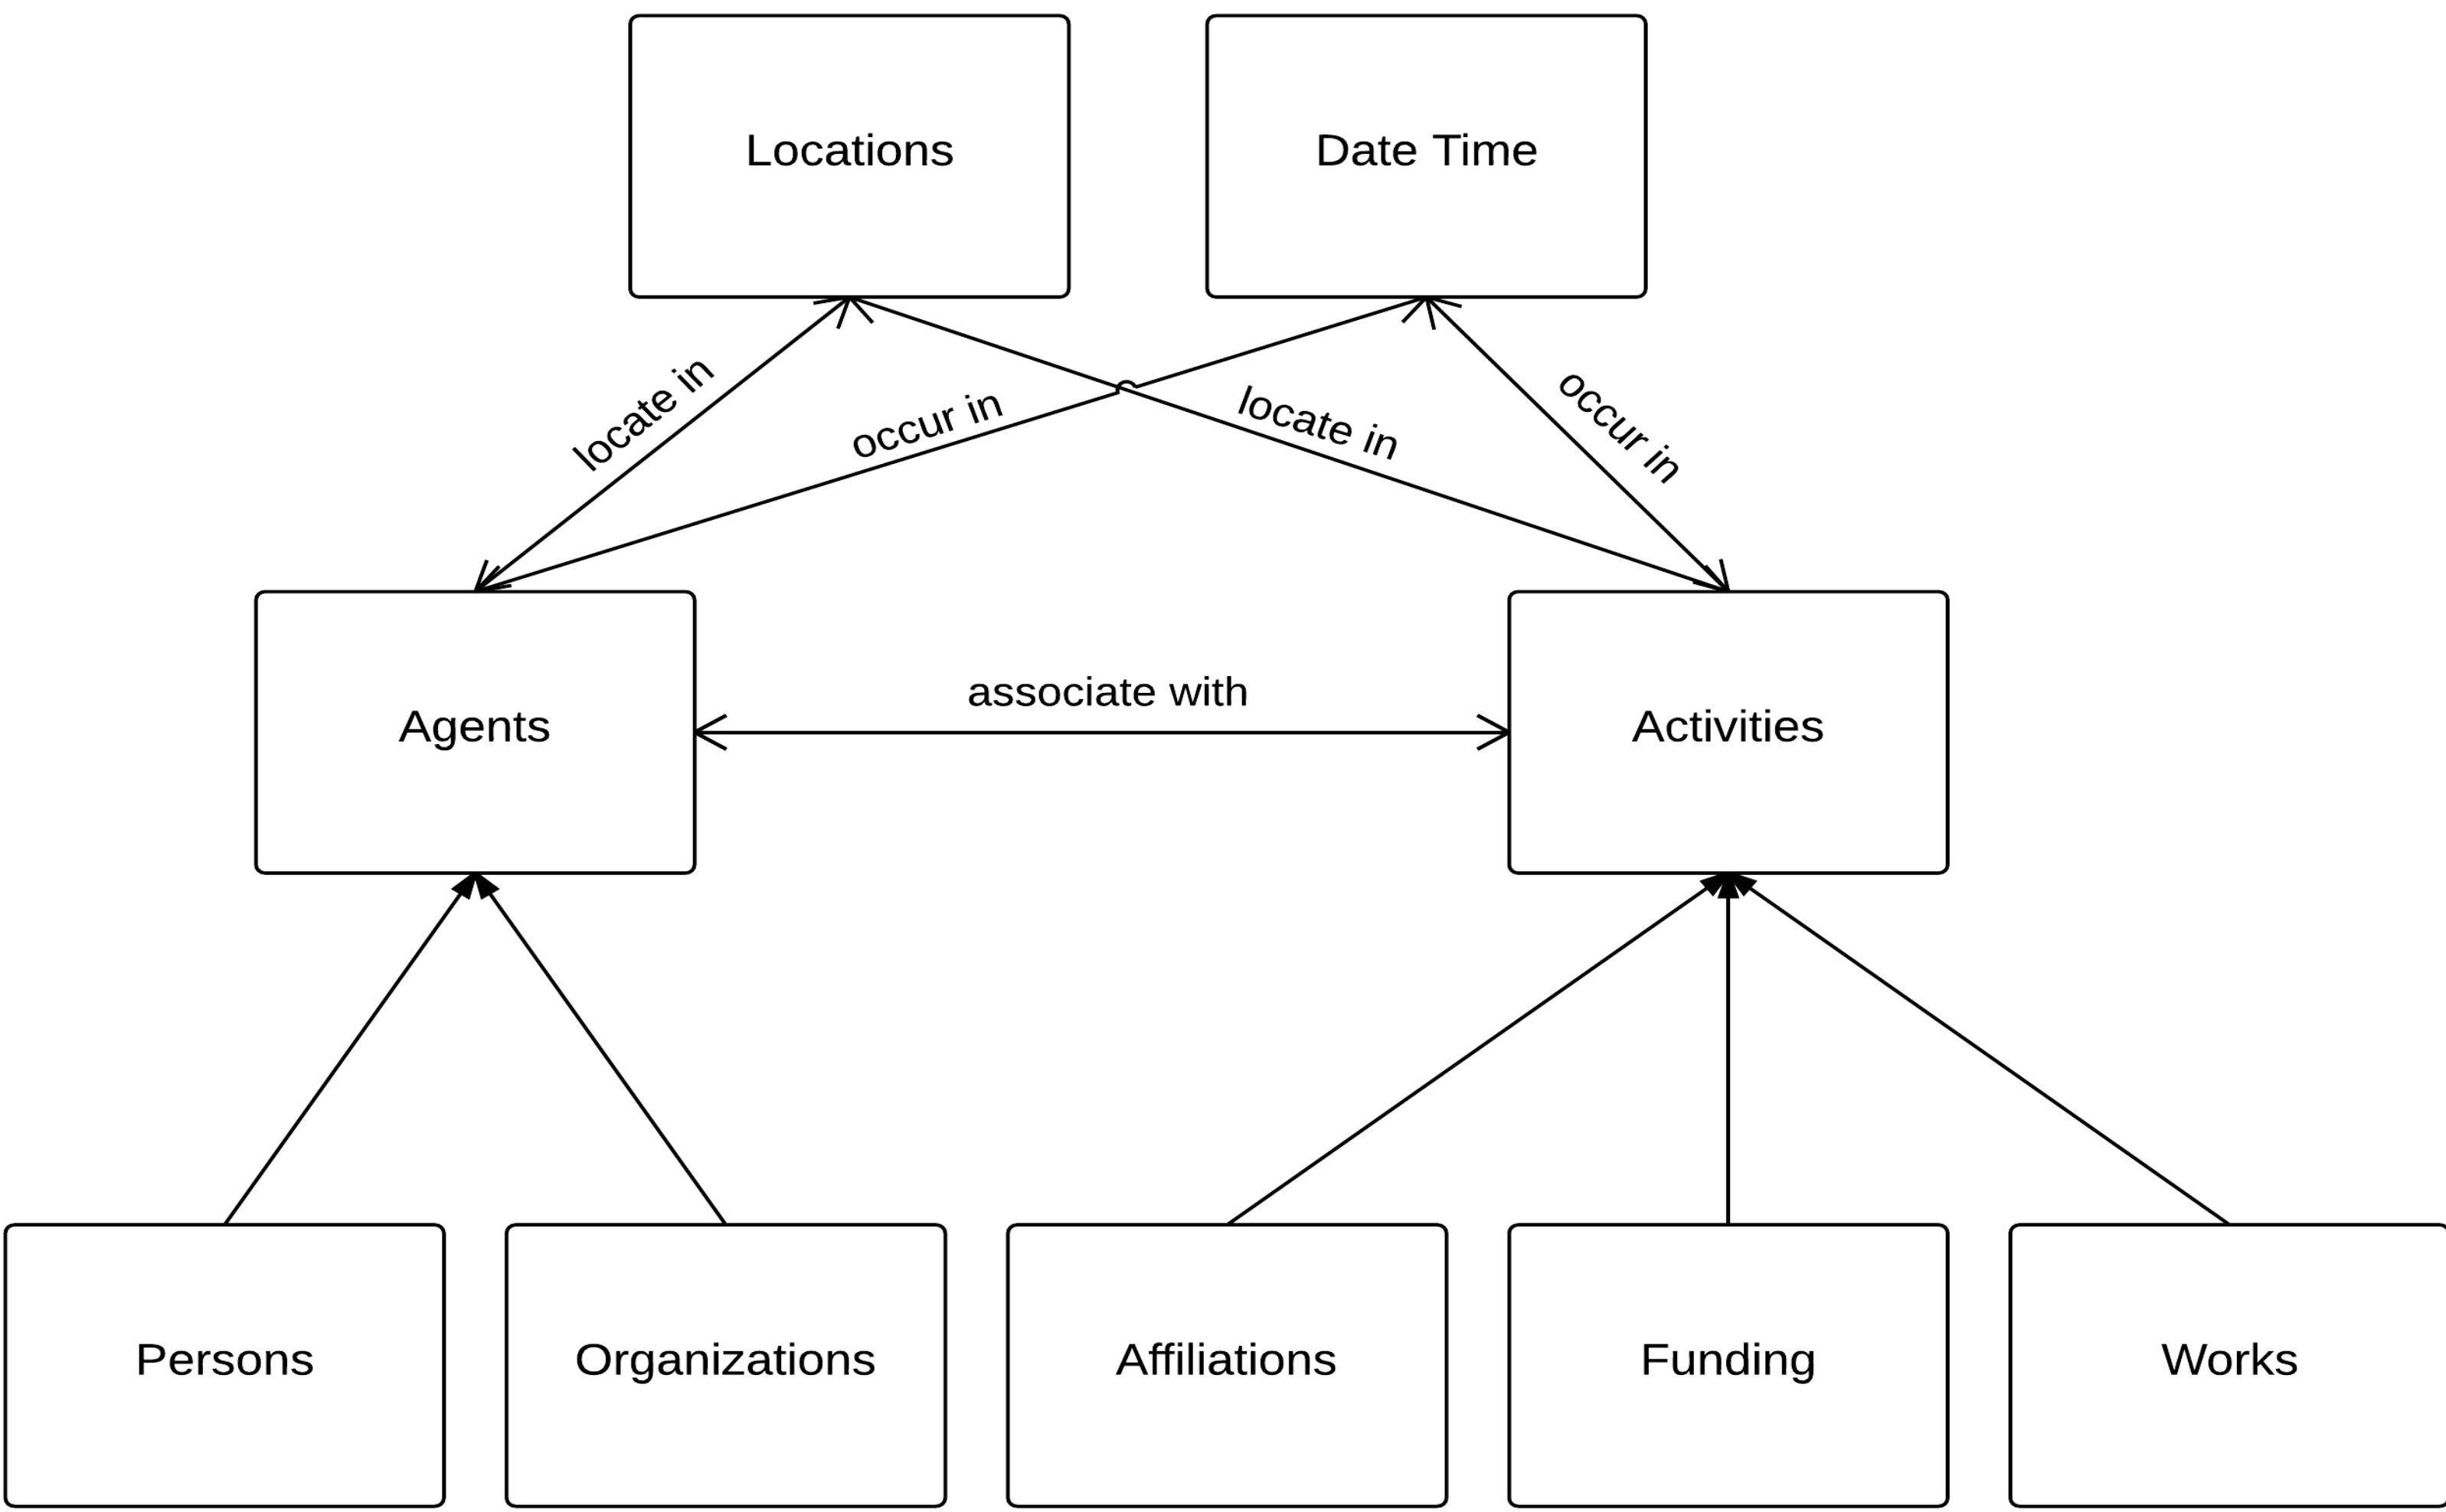 Locations
Date Time
locate in
occur in
locate in
occur in
Agents
associate with
Activities
Persons
Organizations
Affiliations
Funding
Works